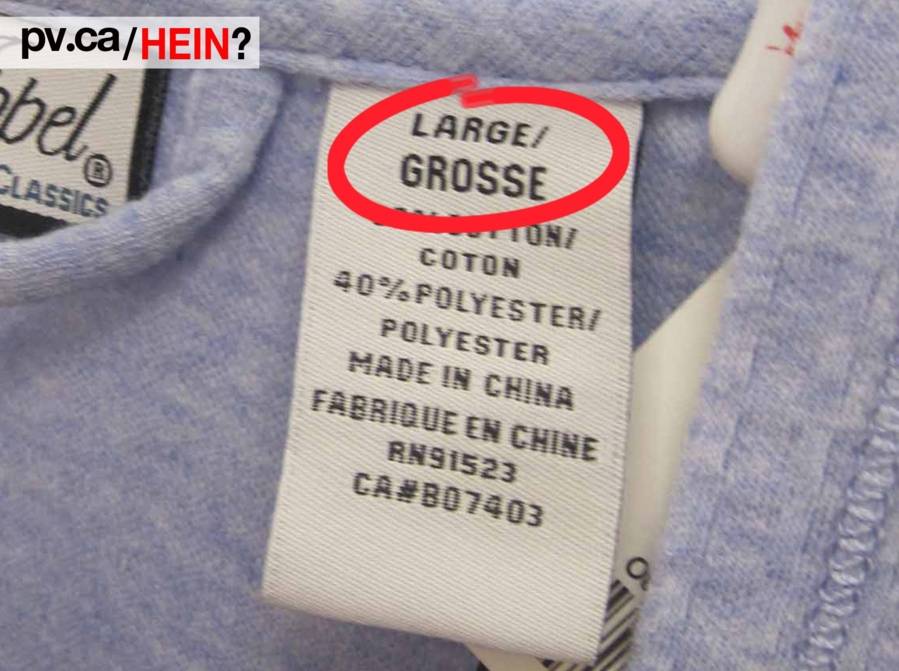 pv.ca/HEIN?
LARGE/
GROSSE
COTTON/
COTON
40% POLYESTER/
POLYESTER
MADE IN CHINA
FABRIQUE EN CHINE
RN91523
CA#B07403
®
CLASSICS